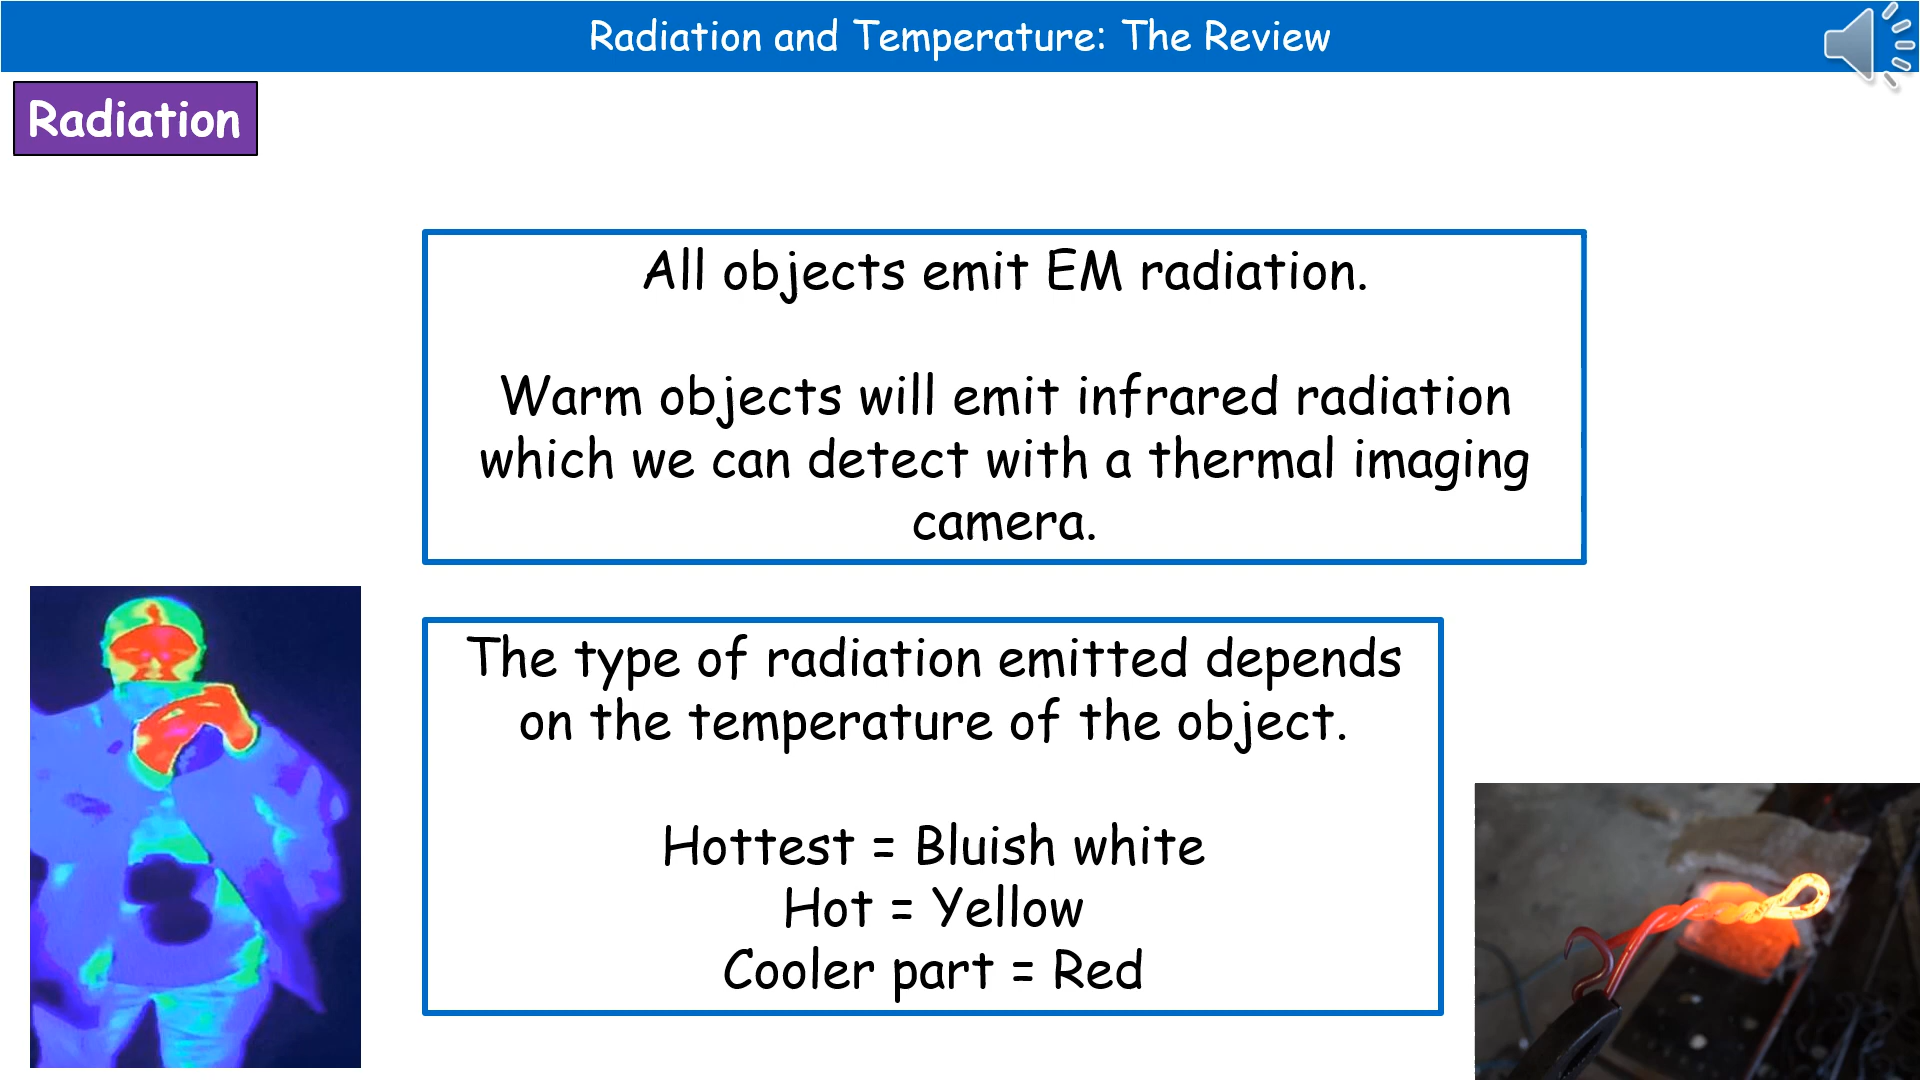 Radiation and Temperature: The Review
Radiation
All objects emit EM radiation.
Warm objects will emit infrared radiation
which we can detect with a thermal imaging
camera.
The type of radiation emitted depends
on the temperature of the object.
Hottest = Bluish white
Hot = Yellow
Cooler part = Red